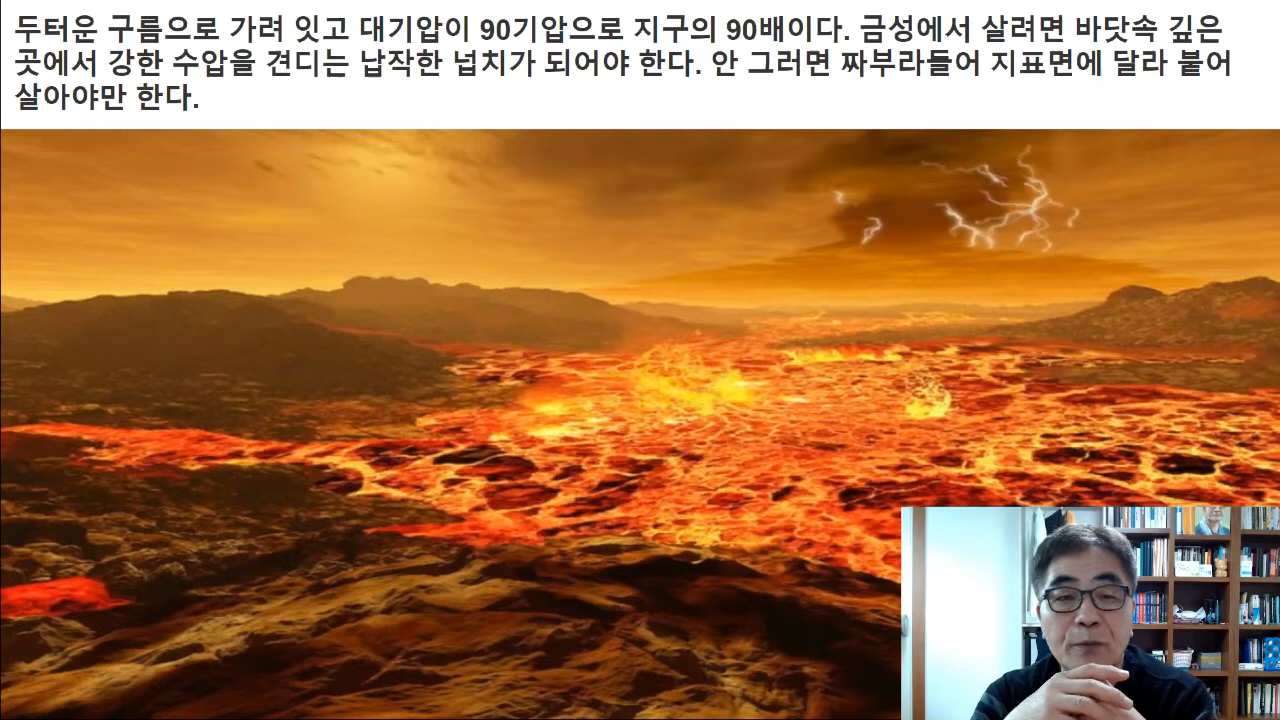 두터운 구름으로 가려 잇고 대기압이 90기압으로 지구의 90배이다. 금성에서 살려면 바닷속 깊은
곳에서 강한 수압을 견디는 납작한 넙치가 되어야 한다. 안 그러면 짜부라들어 지표면에 달라 붙어
살아야만 한다.